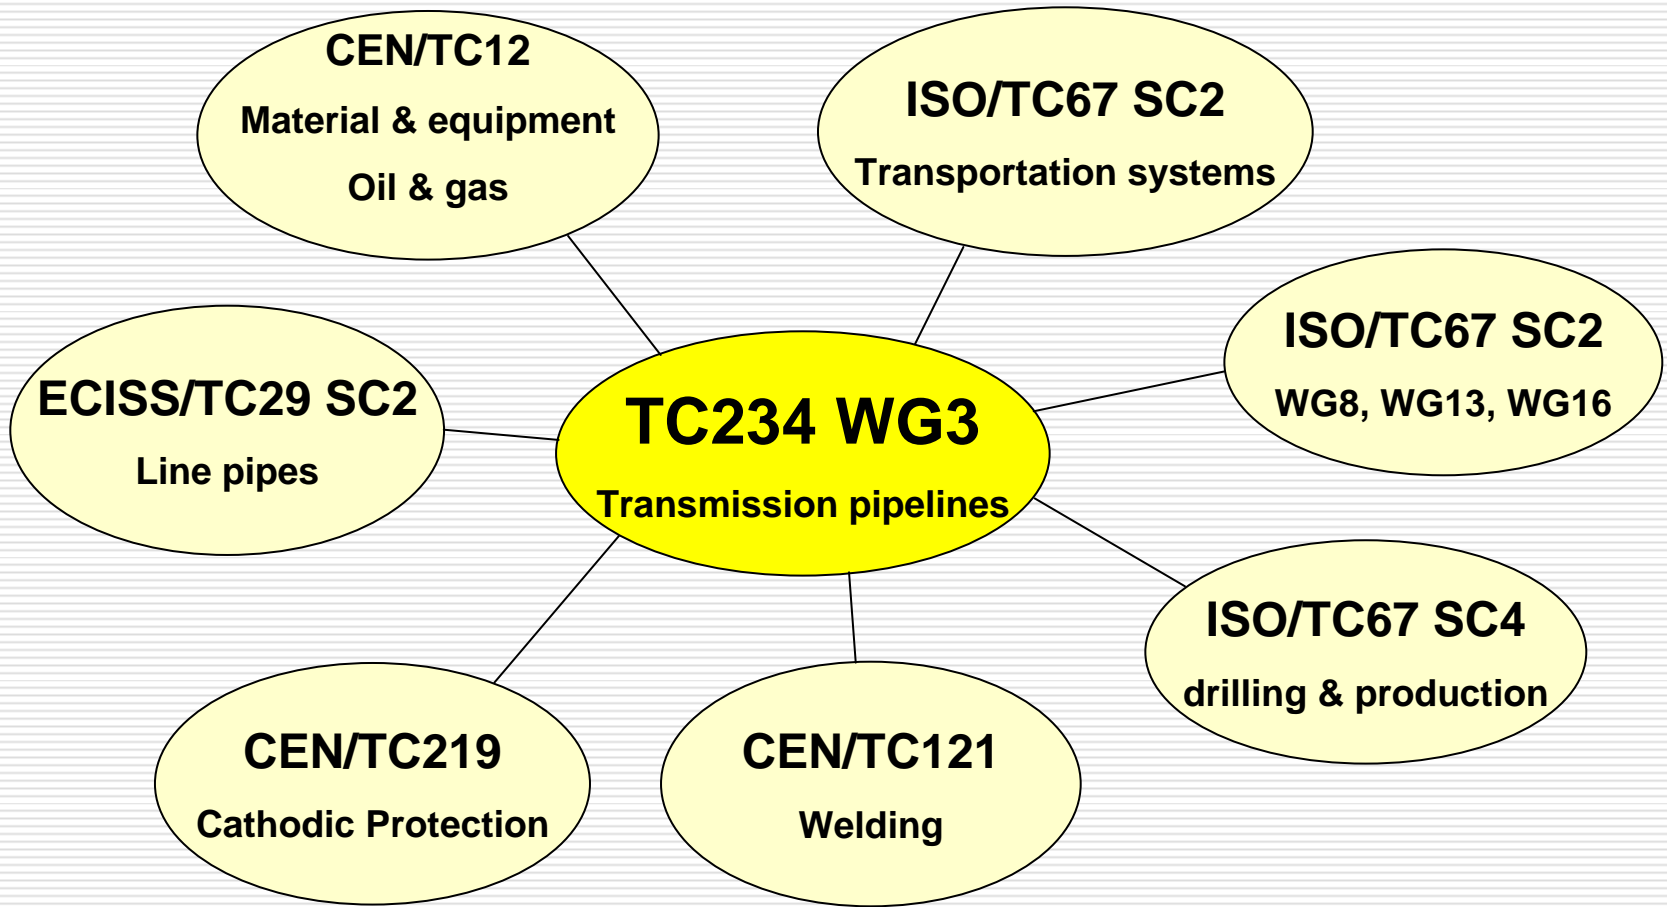 CEN/TC12
Material & equipment
Oil & gas
ISO/TC67 SC2
Transportation systems
ISO/TC67 SC2
WG8, WG13, WG16
ECISS/TC29 SC2
Line pipes
TC234 WG3
Transmission pipelines
ISO/TC67 SC4
drilling & production
CEN/TC219
Cathodic Protection
CEN/TC121
Welding